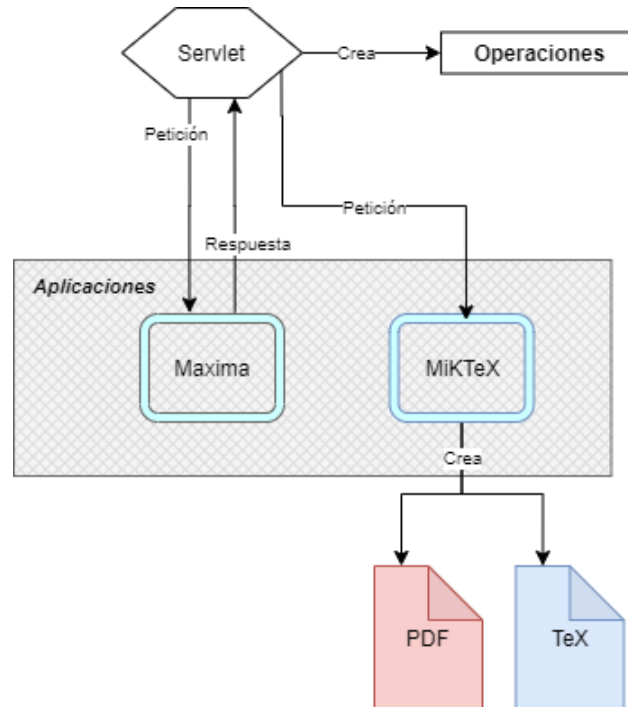 Servlet
Crea
Operaciones
Petición
Petición
Respuesta
Aplicaciones
Maxima
MiKTeX
Crea
PDF
TeX